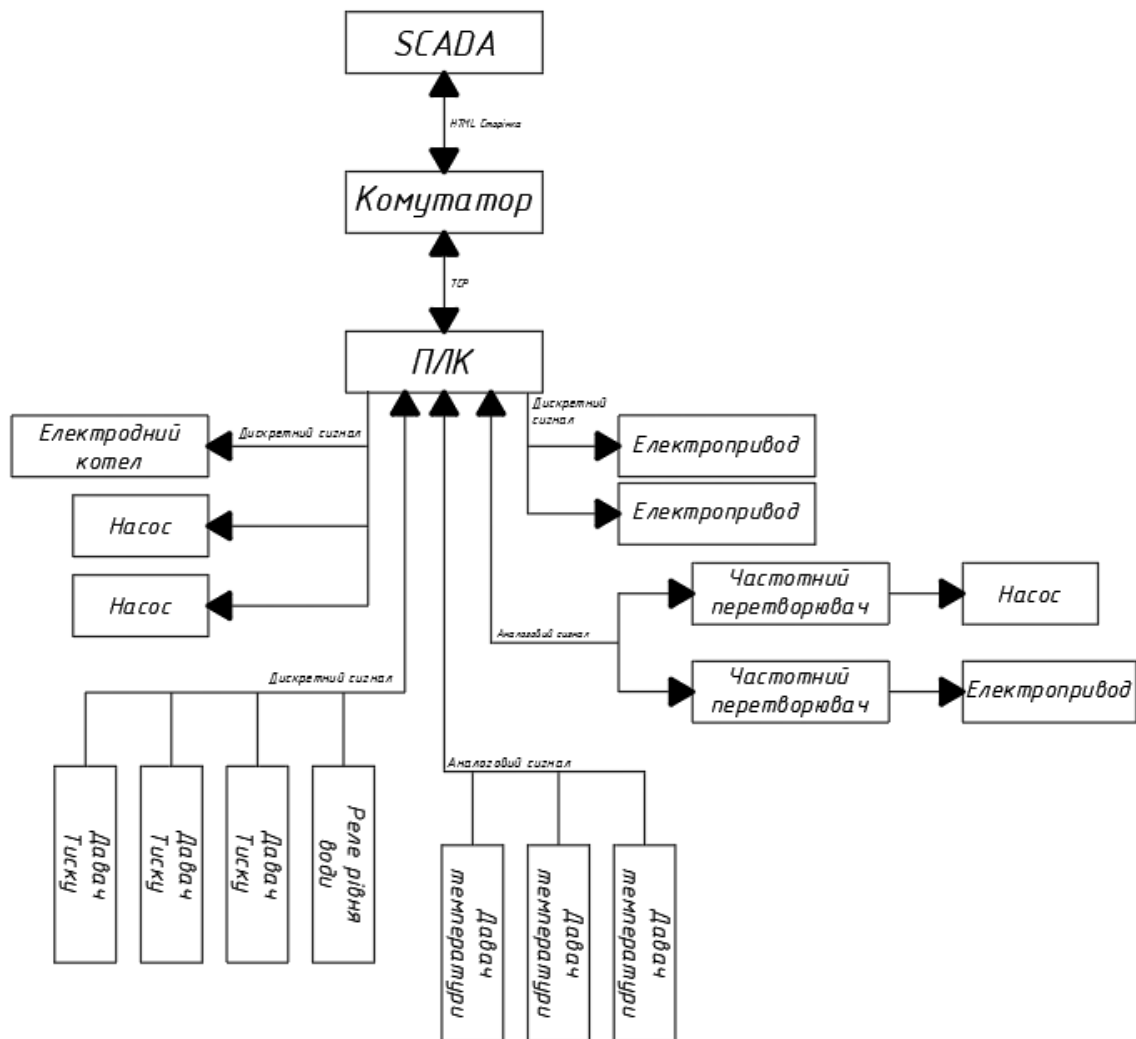 SCADA
HTML Сторінка
Комутатор
TCP
ПЛК
Дискретний сигнал
Електродний
котел
Насос
Насос
Дискретний
сигнал
Електропривод
Електропривод
Аналоговий сигнал
Частотний
перетворювач
Насос
Частотний
перетворювач
Електропривод
Дискретний сигнал
Давач
Тиску
Давач
Тиску
Давач
Тиску
Реле рівня
води
Аналоговий сигнал
Давач
температури
Давач
температури
Давач
температури